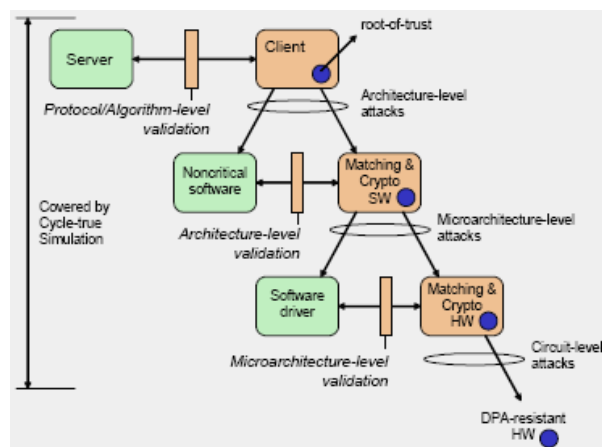 root-of-trust
Server
Client
Protocol/Algorithm-level
validation
Architecture-level
attacks
Noncritical
software
Matching &
Crypto
SW
Covered by
Cycle-true
Simulation
Architecture-level
validation
Microarchitecture-level
attacks
Software
driver
Matching &
Crypto
HW
Microarchitecture-level
validation
Circuit-level
attacks
DPA-resistant
HW